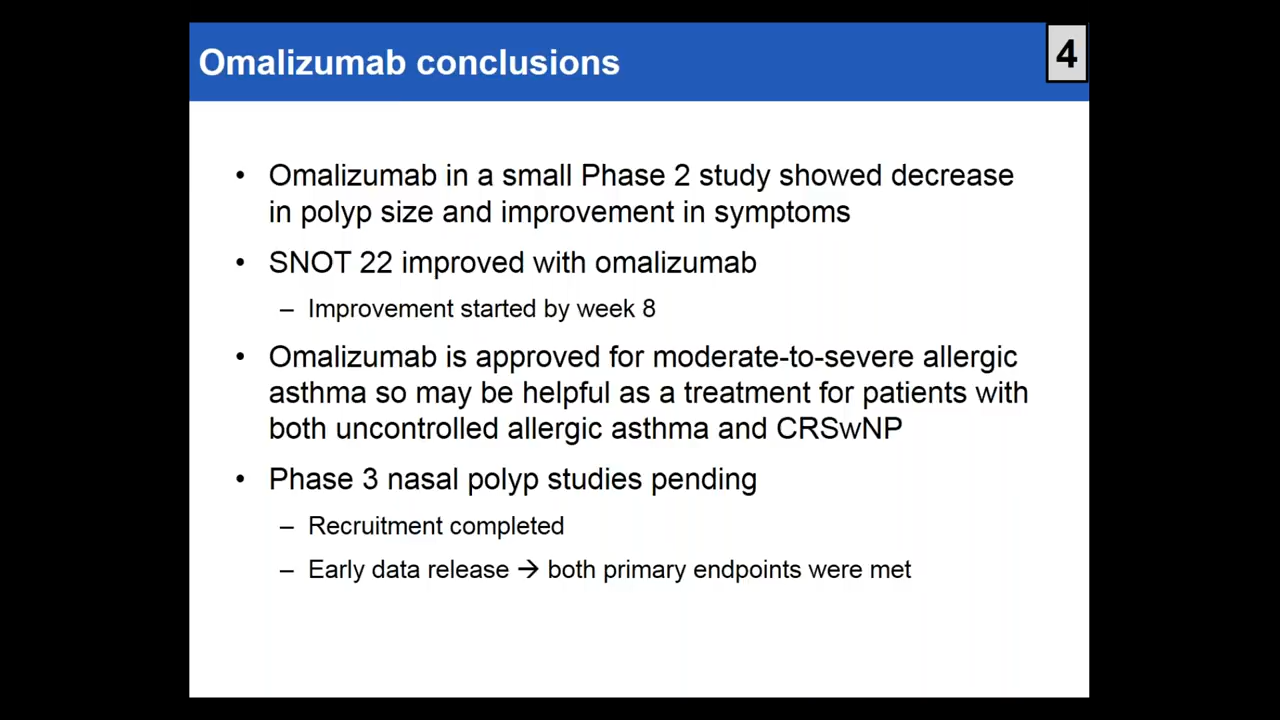 Omalizumab conclusions
4
• Omalizumab in a small Phase 2 study showed decrease
in polyp size and improvement in symptoms
• SNOT 22 improved with omalizumab
– Improvement started by week 8
• Omalizumab is approved for moderate-to-severe allergic
asthma so may be helpful as a treatment for patients with
both uncontrolled allergic asthma and CRSwNP
• Phase 3 nasal polyp studies pending
– Recruitment completed
– Early data release → both primary endpoints were met